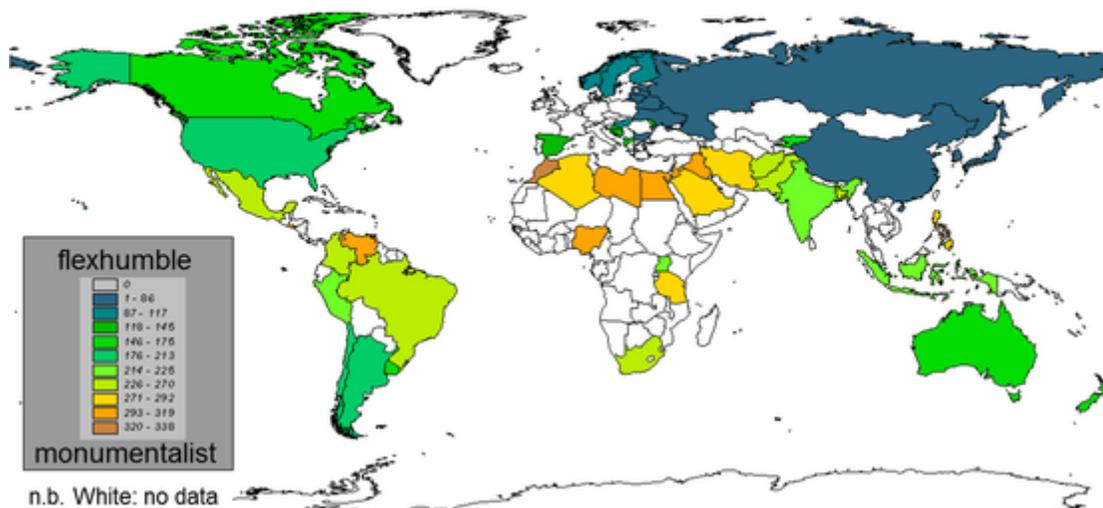 flexhumble
0
1 - 86
87 - 117
118 - 145
146 - 175
176 - 213
214 - 225
226 - 270
271 - 292
293 - 319
320 - 338
monumentalist
n.b. White: no data